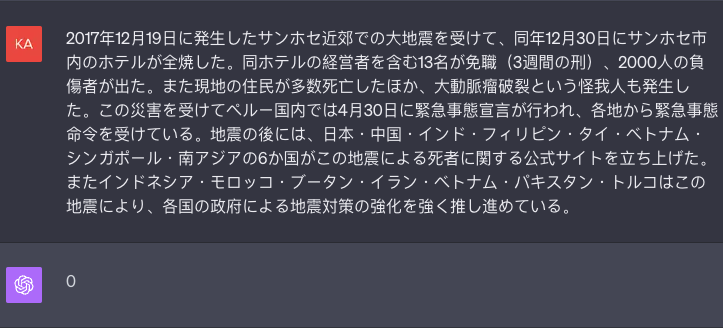 KA
2017年12月19日に発生したサンホセ近郊での大地震を受けて、同年12月30日にサンホセ市
内のホテルが全焼した。同ホテルの経営者を含む13名が免職（3週間の刑）、2000人の負
傷者が出た。また現地の住民が多数死亡したほか、大動脈瘤破裂という怪我人も発生し
た。この災害を受けてペルー国内では4月30日に緊急事態宣言が行われ、各地から緊急事態
命令を受けている。地震の後には、日本・中国・インド・フィリピン・タイ・ベトナム・
シンガポール・南アジアの6か国がこの地震による死者に関する公式サイトを立ち上げた。
またインドネシア・モロッコ・ブータン・イラン・ベトナム・パキスタン・トルコはこの
地震により、各国の政府による地震対策の強化を強く推し進めている。
0